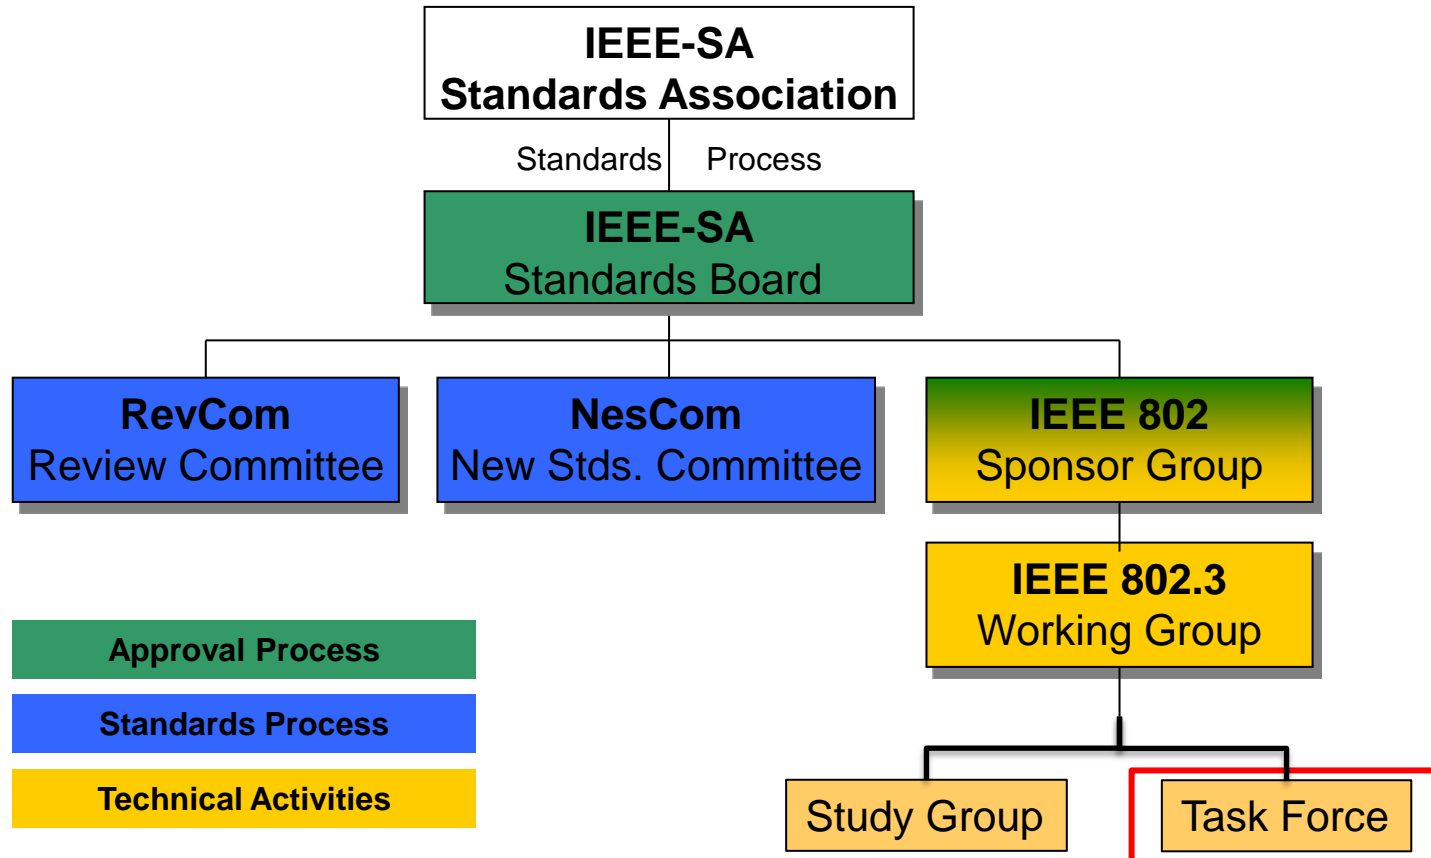 IEEE-SA
Standards Association
Standards Process
IEEE-SA
Standards Board
RevCom
Review Committee
NesCom
New Stds. Committee
IEEE 802
Sponsor Group
IEEE 802.3
Working Group
Approval Process
Standards Process
Technical Activities
Study Group
Task Force